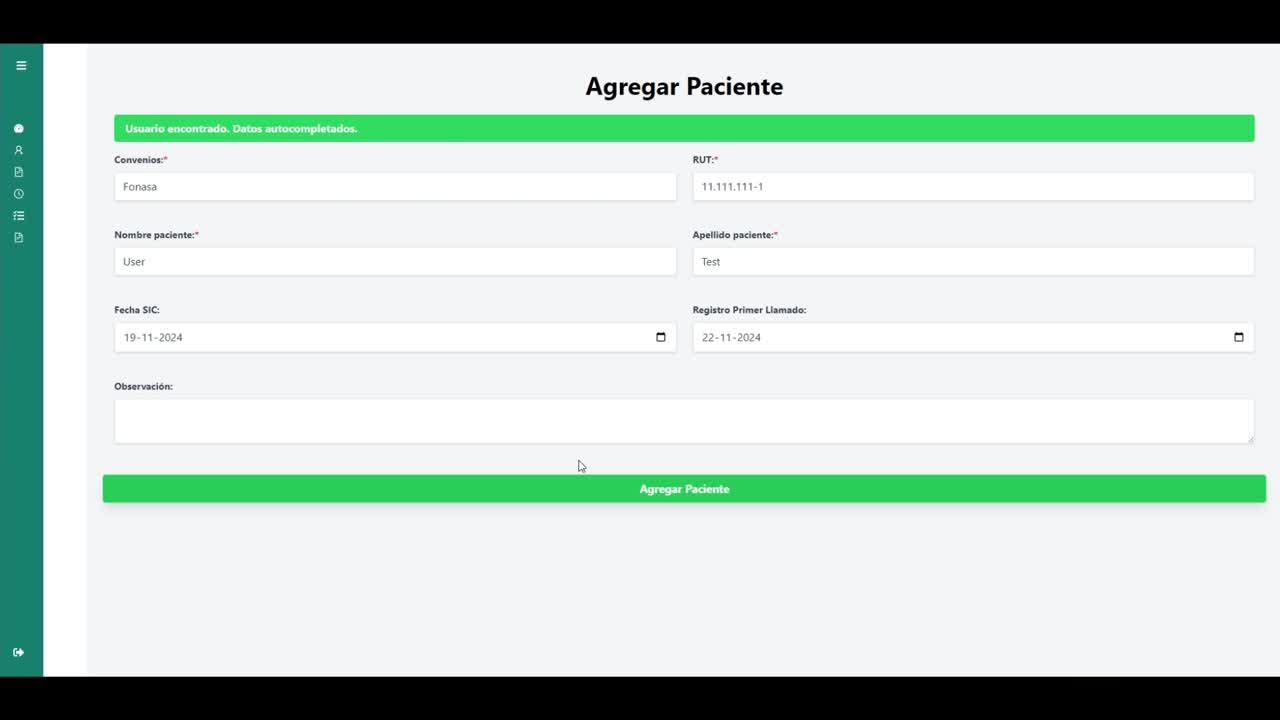 Agregar Paciente
Usuario encontrado. Datos autocompletados.
Convenios:*
RUT:*
Fonasa
11.111.111-1
Nombre paciente:*
Apellido paciente:*
User
Test
Fecha SIC:
Registro Primer Llamado:
19-11-2024
22-11-2024
Observación:
Agregar Paciente